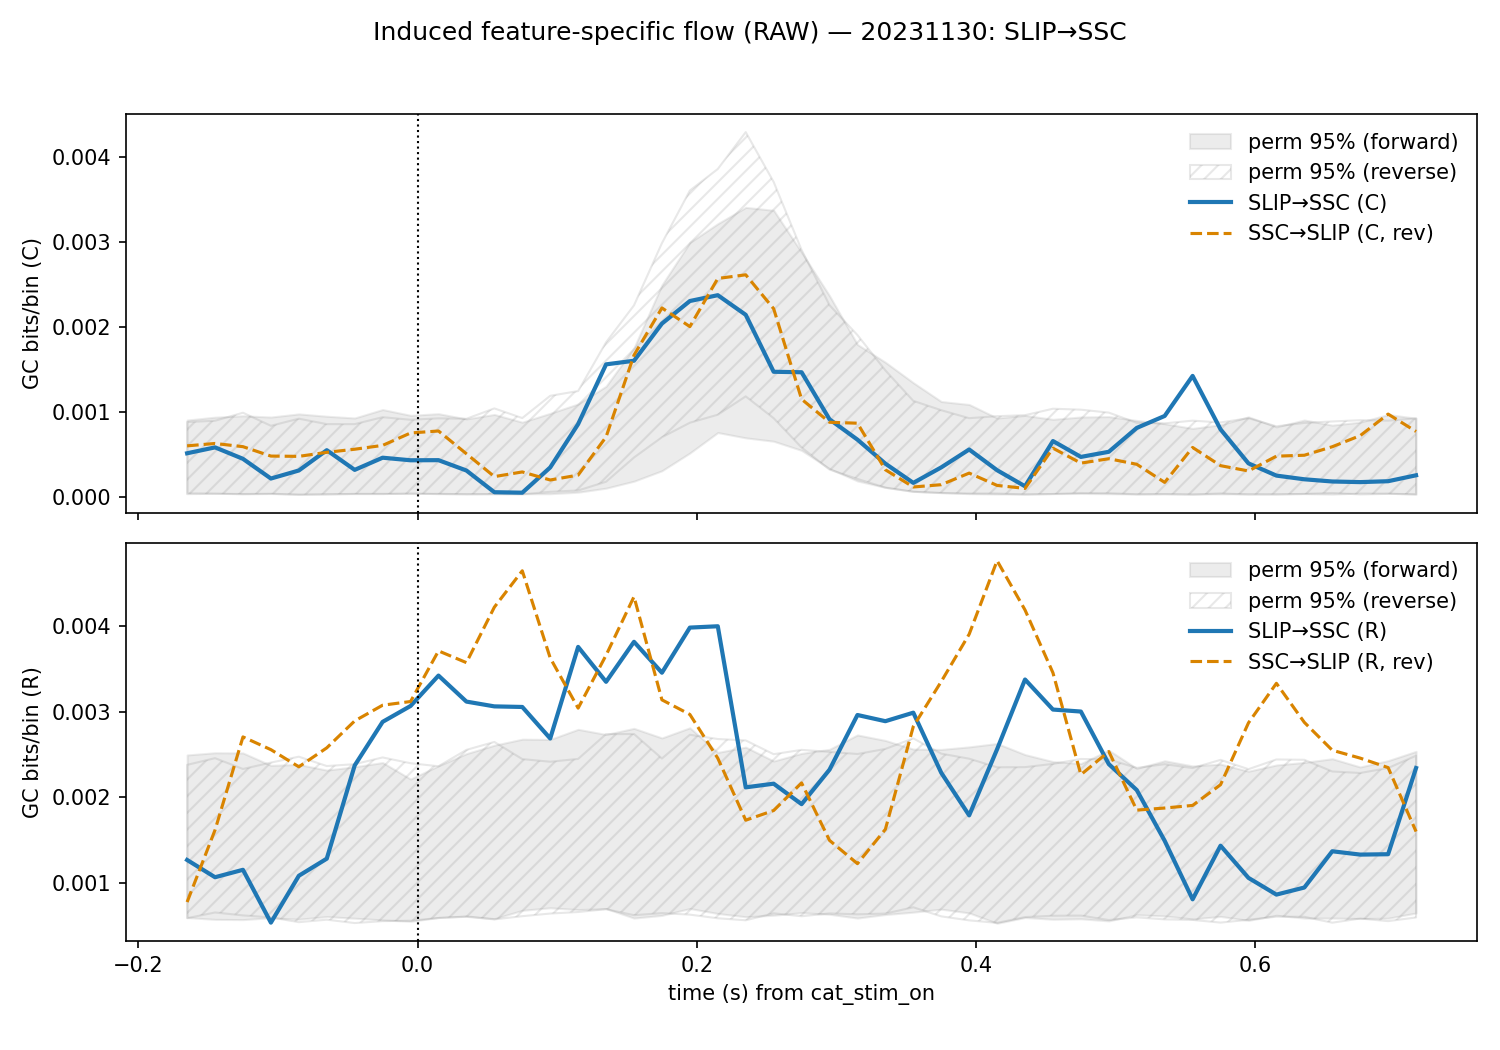 Induced feature-specific flow (RAW) — 20231130: SLIP→SSC
GC bits/bin (C)
0.004
0.003
0.002
0.001
0.000
perm 95% (forward)
perm 95% (reverse)
SLIP→SSC (C)
SSC→SLIP (C, rev)
GC bits/bin (R)
0.004
0.003
0.002
0.001
perm 95% (forward)
perm 95% (reverse)
SLIP→SSC (R)
SSC→SLIP (R, rev)
−0.2
0.0
0.2
0.4
0.6
time (s) from cat_stim_on